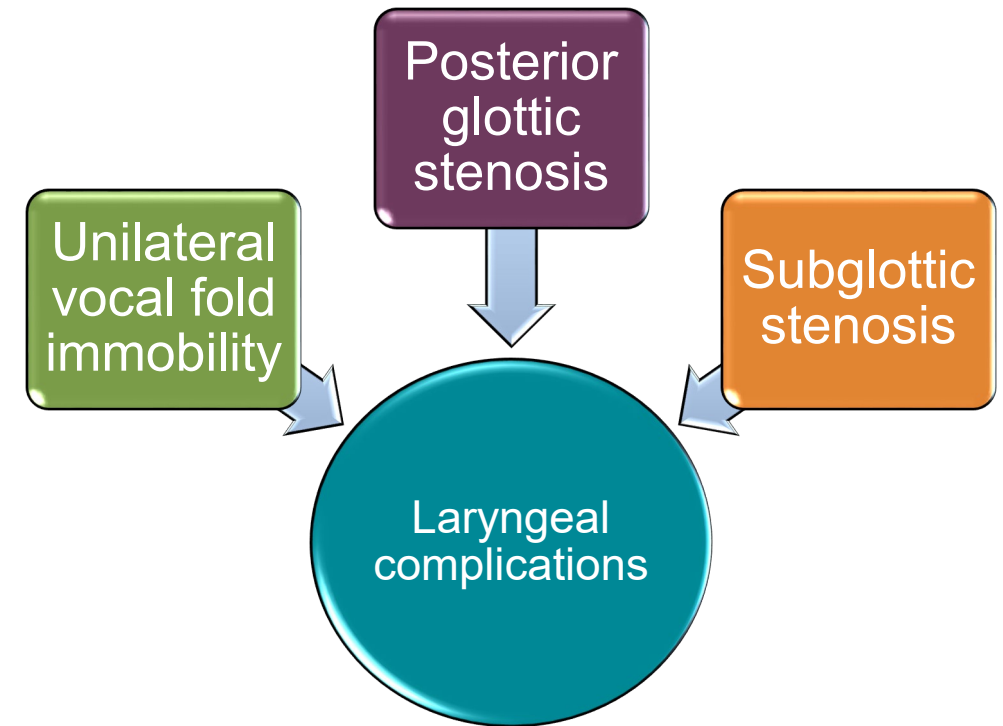 Posterior
glottic
stenosis
Unilateral
vocal fold
immobility
Subglottic
stenosis
Laryngeal
complications